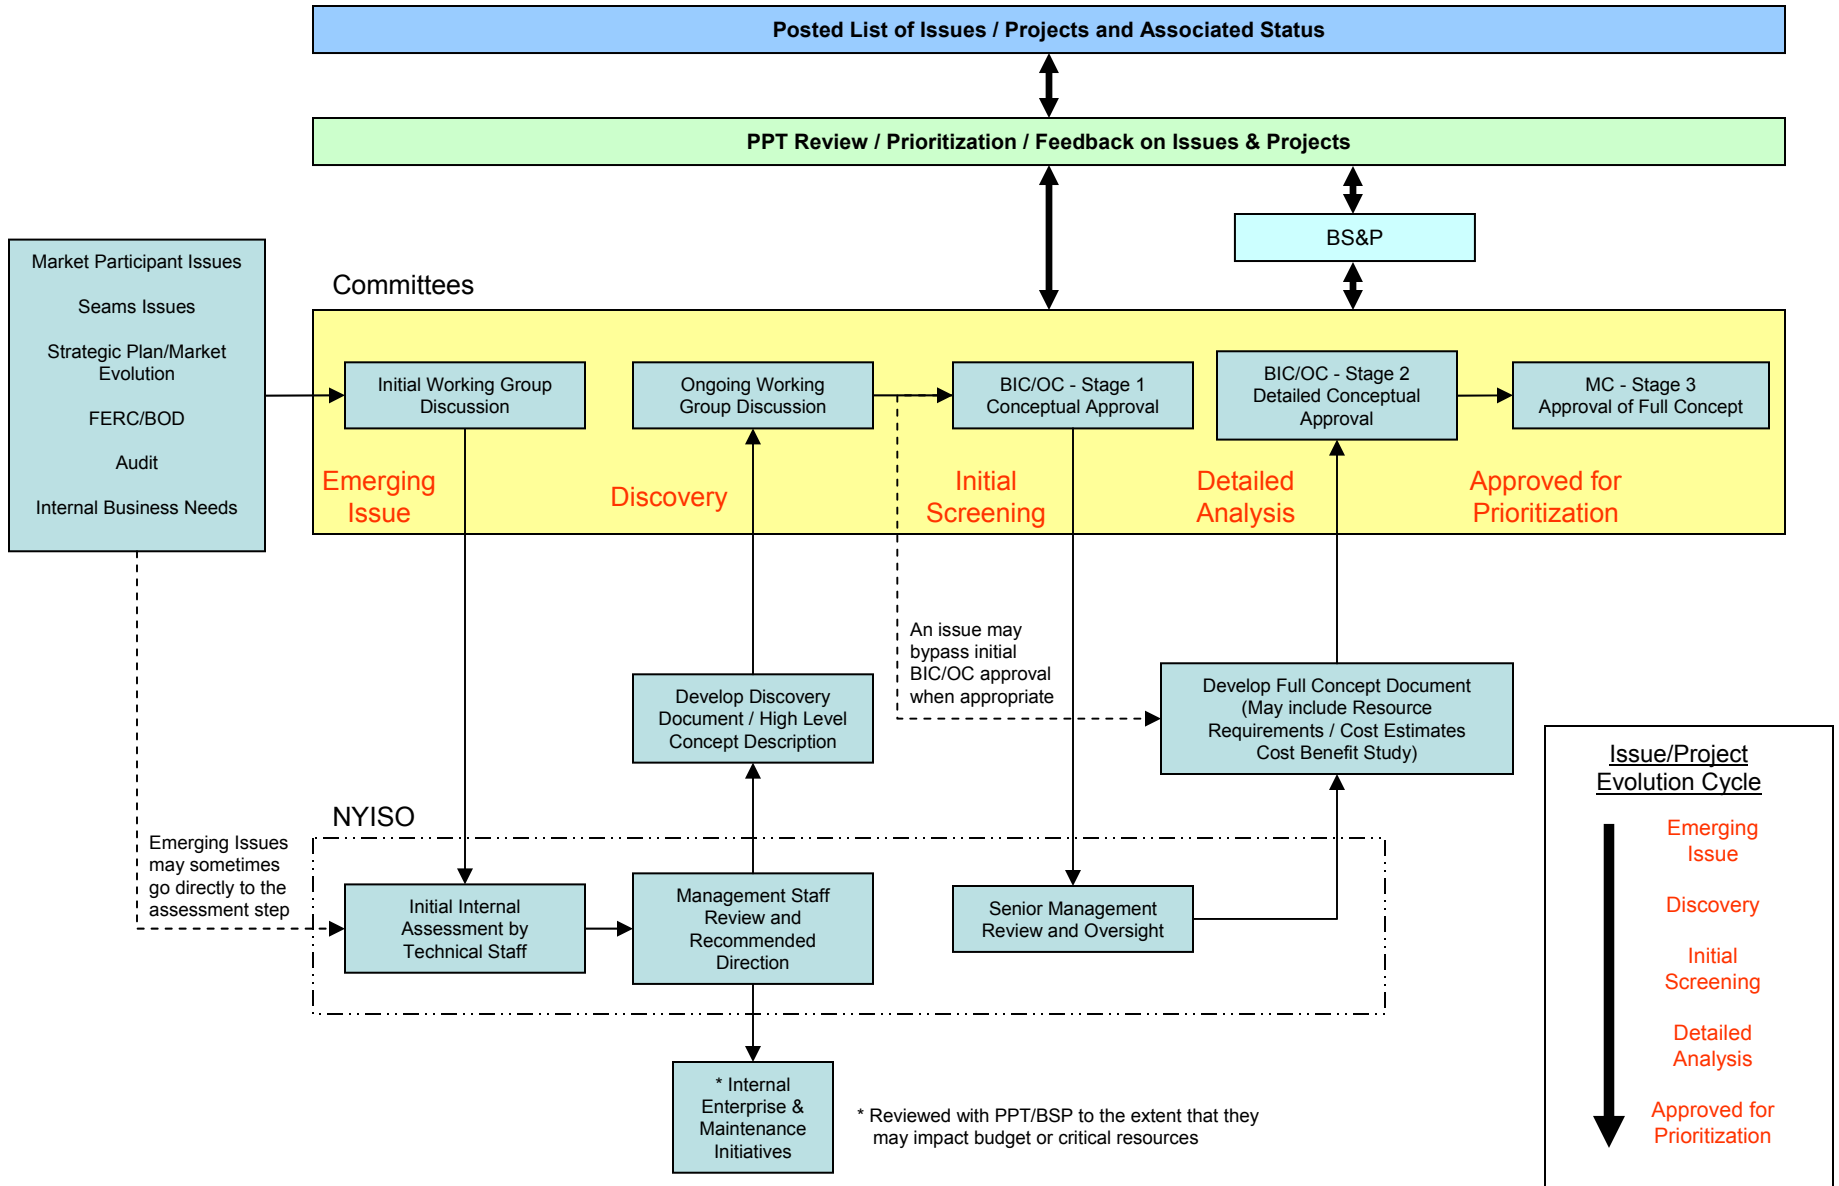 Posted List of Issues / Projects and Associated Status
PPT Review / Prioritization / Feedback on Issues & Projects
BS&P
Market Participant Issues
Seams Issues
Strategic Plan/Market
Evolution
FERC/BOD
Audit
Internal Business Needs
Committees
Initial Working Group
Discussion
Ongoing Working
Group Discussion
BIC/OC - Stage 1
Conceptual Approval
BIC/OC - Stage 2
Detailed Conceptual
Approval
MC - Stage 3
Approval of Full Concept
Emerging
Issue
Discovery
Initial
Screening
Detailed
Analysis
Approved for
Prioritization
An issue may
bypass initial
BIC/OC approval
when appropriate
Develop Discovery
Document / High Level
Concept Description
Develop Full Concept Document
(May include Resource
Requirements / Cost Estimates
Cost Benefit Study)
NYISO
Emerging Issues
may sometimes
go directly to the
assessment step
Initial Internal
Assessment by
Technical Staff
Management Staff
Review and
Recommended
Direction
Senior Management
Review and Oversight
* Internal
Enterprise &
Maintenance
Initiatives
* Reviewed with PPT/BSP to the extent that they
may impact budget or critical resources
Issue/Project
Evolution Cycle
Emerging
Issue
Discovery
Initial
Screening
Detailed
Analysis
Approved for
Prioritization